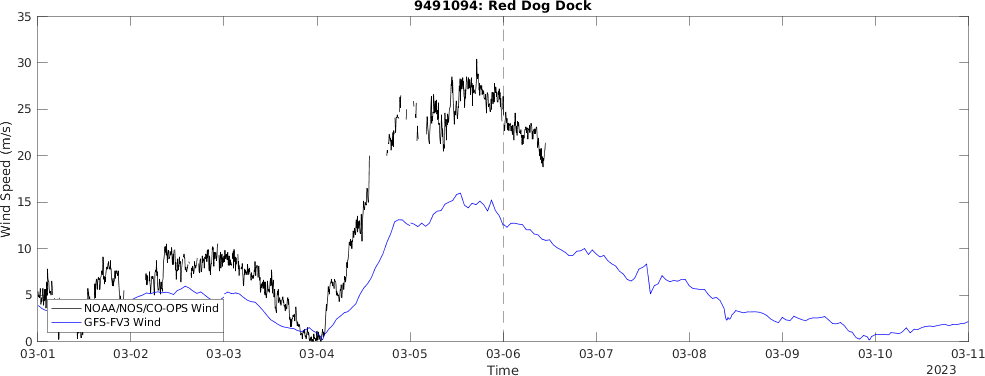 9491094: Red Dog Dock
Wind Speed (m/s)
35
30
25
20
15
10
5
0
NOAA/NOS/CO-OPS Wind
GFS-FV3 Wind
03-01 03-02 03-03 03-04 03-05 03-06 03-07 03-08 03-09 03-10 03-11
Time
2023